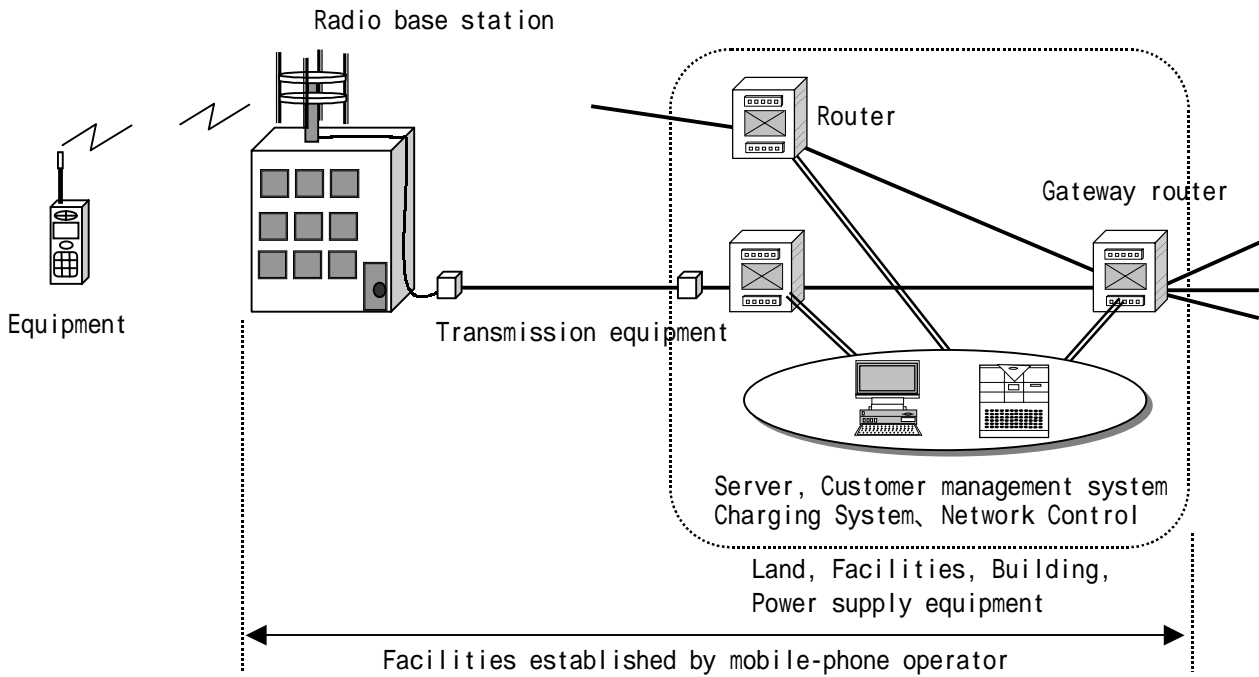 Radio base station
Router
Gateway router
Equipment
Transmission equipment
Server, Customer management system
Charging System、Network Control
Land, Facilities, Building,
Power supply equipment
Facilities established by mobile-phone operator